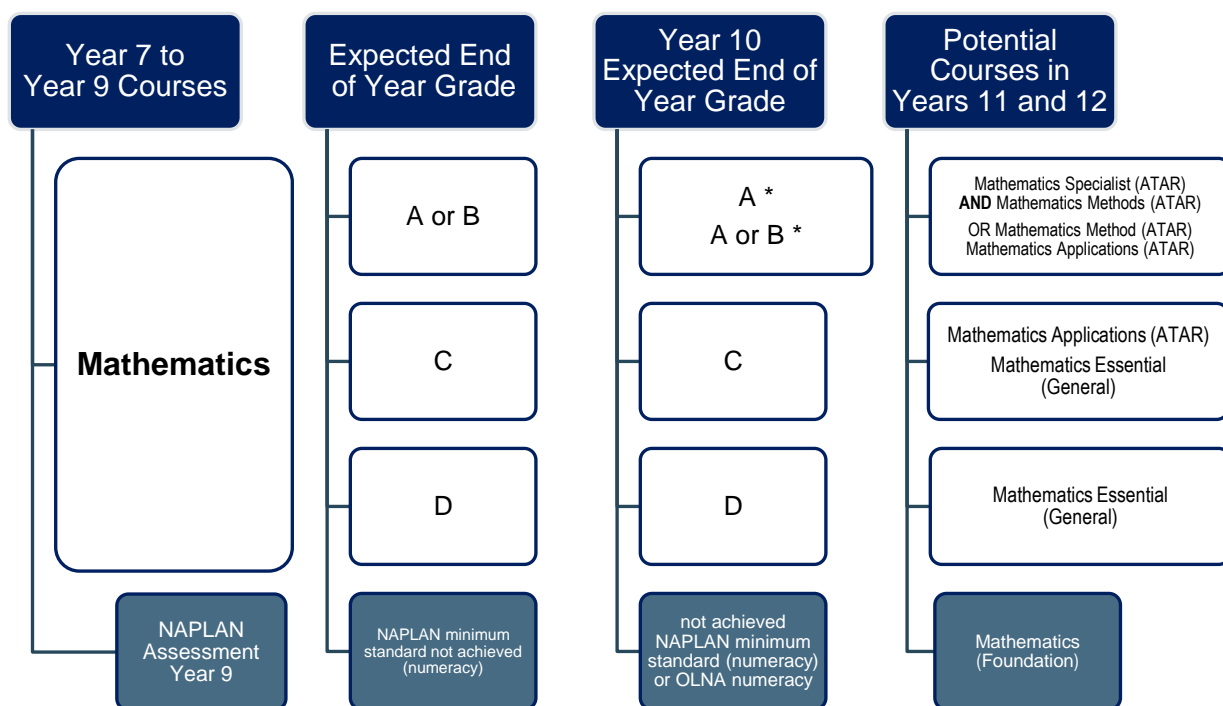 Year 7 to
Year 9 Courses
Expected End
of Year Grade
Year 10
Expected End of
Year Grade
Potential
Courses in
Years 11 and 12
Mathematics
A or B
A *
A or B *
Mathematics Specialist (ATAR)
AND Mathematics Methods (ATAR)
OR Mathematics Method (ATAR)
Mathematics Applications (ATAR)
C
C
Mathematics Applications (ATAR)
Mathematics Essential
(General)
D
D
Mathematics Essential
(General)
NAPLAN
Assessment
Year 9
NAPLAN minimum
standard not achieved
(numeracy)
not achieved
NAPLAN minimum
standard (numeracy)
or OLNA numeracy
Mathematics
(Foundation)